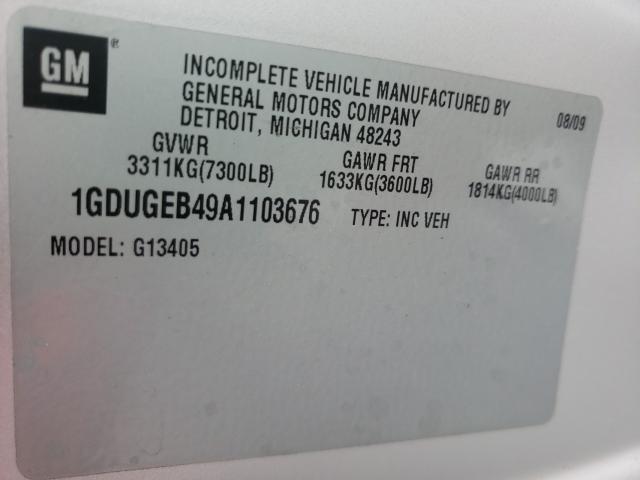 GM®
INCOMPLETE VEHICLE MANUFACTURED BY
GENERAL MOTORS COMPANY
DETROIT, MICHIGAN 48243
08/09
GVWR GAWR FRT GAWR RR
3311KG(7300LB) 1633KG(3600LB) 1814KG(4000LB)
1GDUGEB49A1103676 TYPE: INC VEH
MODEL: G13405